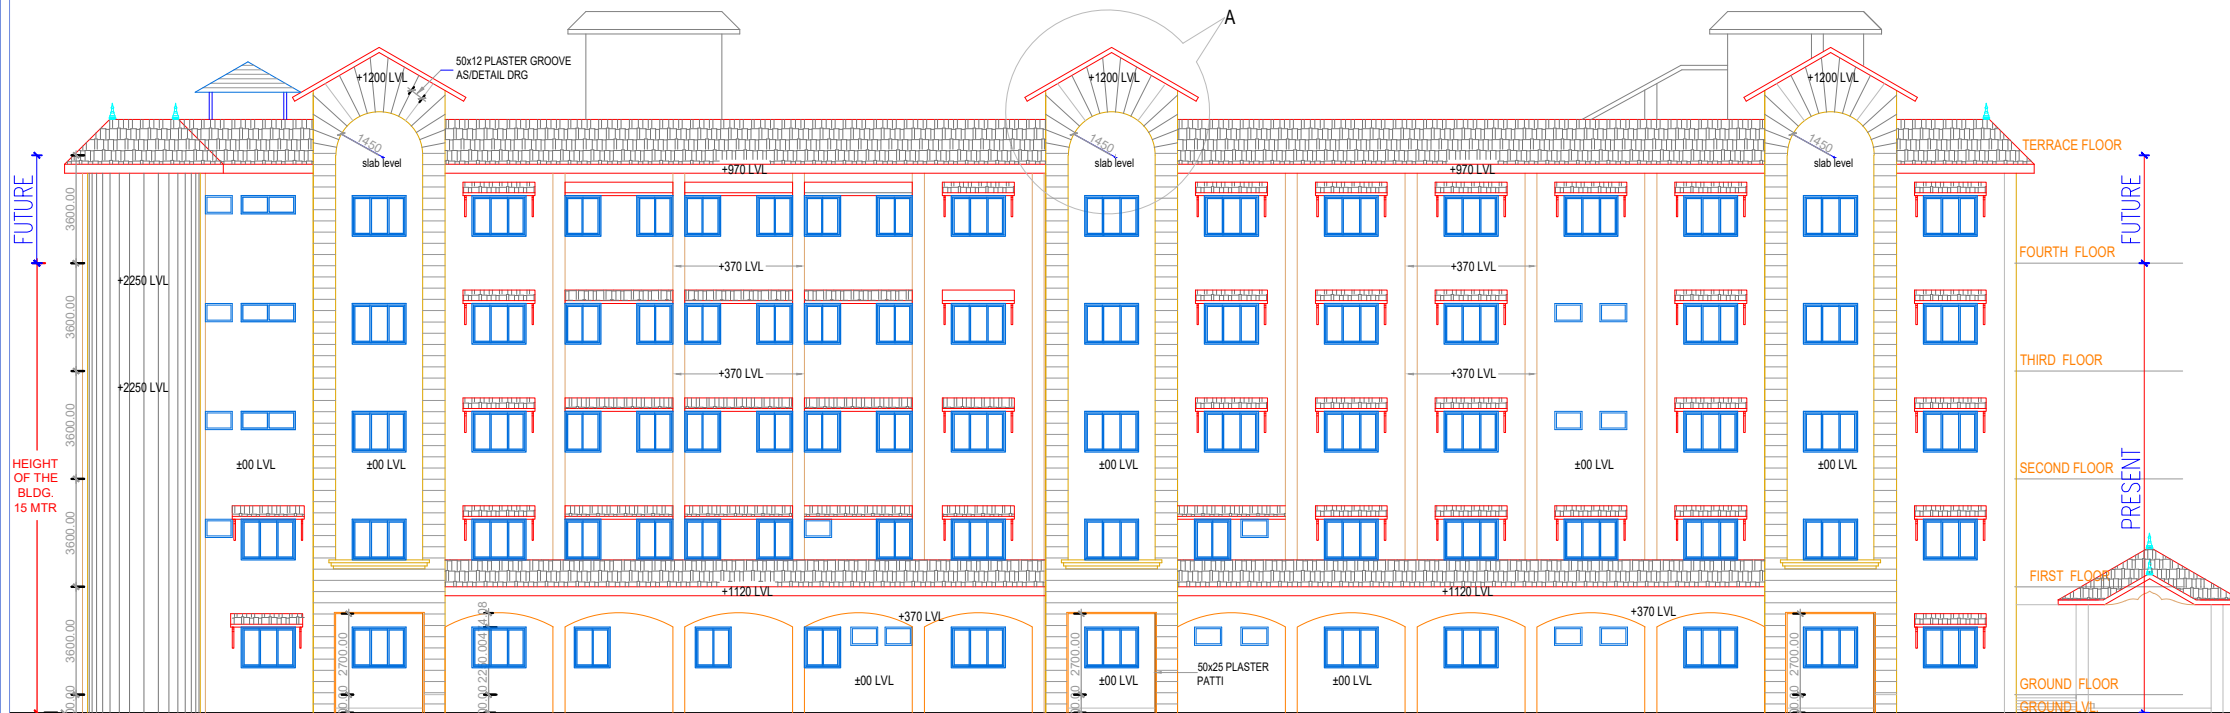 A
50x12 PLASTER GROOVE
AS/DETAIL DRG
+1200 LVL
+1200 LVL
+1200 LVL
1450
1450
1450
slab level
slab level
slab level
TERRACE FLOOR
+970 LVL
+970 LVL
FUTURE
FUTURE
3600.00
FOURTH FLOOR
+2250 LVL
+370 LVL
+370 LVL
3600.00
THIRD FLOOR
+2250 LVL
+370 LVL
+370 LVL
3600.00
HEIGHT
OF THE
BLDG.
15 MTR
±00 LVL
±00 LVL
±00 LVL
±00 LVL
±00 LVL
SECOND FLOOR
PRESENT
3600.00
FIRST FLOOR
+1120 LVL
+1120 LVL
+370 LVL
+370 LVL
3600.00
2700.00
2700.00
2700.00
50x25 PLASTER
PATTI
±00 LVL
±00 LVL
±00 LVL
GROUND FLOOR
GROUND LVL